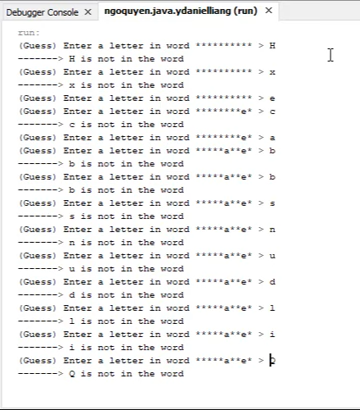 Debugger Console ngoquyen.java.ydanielliang (run)
run:
(Guess) Enter a letter in word ********** > H
-------> H is not in the word
(Guess) Enter a letter in word ********** > x
-------> x is not in the word
(Guess) Enter a letter in word ********** > e
(Guess) Enter a letter in word ********e* > c
-------> c is not in the word
(Guess) Enter a letter in word ********e* > a
(Guess) Enter a letter in word *****a**e* > b
-------> b is not in the word
(Guess) Enter a letter in word *****a**e* > b
-------> b is not in the word
(Guess) Enter a letter in word *****a**e* > s
-------> s is not in the word
(Guess) Enter a letter in word *****a**e* > n
-------> n is not in the word
(Guess) Enter a letter in word *****a**e* > u
-------> u is not in the word
(Guess) Enter a letter in word *****a**e* > d
-------> d is not in the word
(Guess) Enter a letter in word *****a**e* > l
-------> l is not in the word
(Guess) Enter a letter in word *****a**e* > i
-------> i is not in the word
(Guess) Enter a letter in word *****a**e* > Q
-------> Q is not in the word